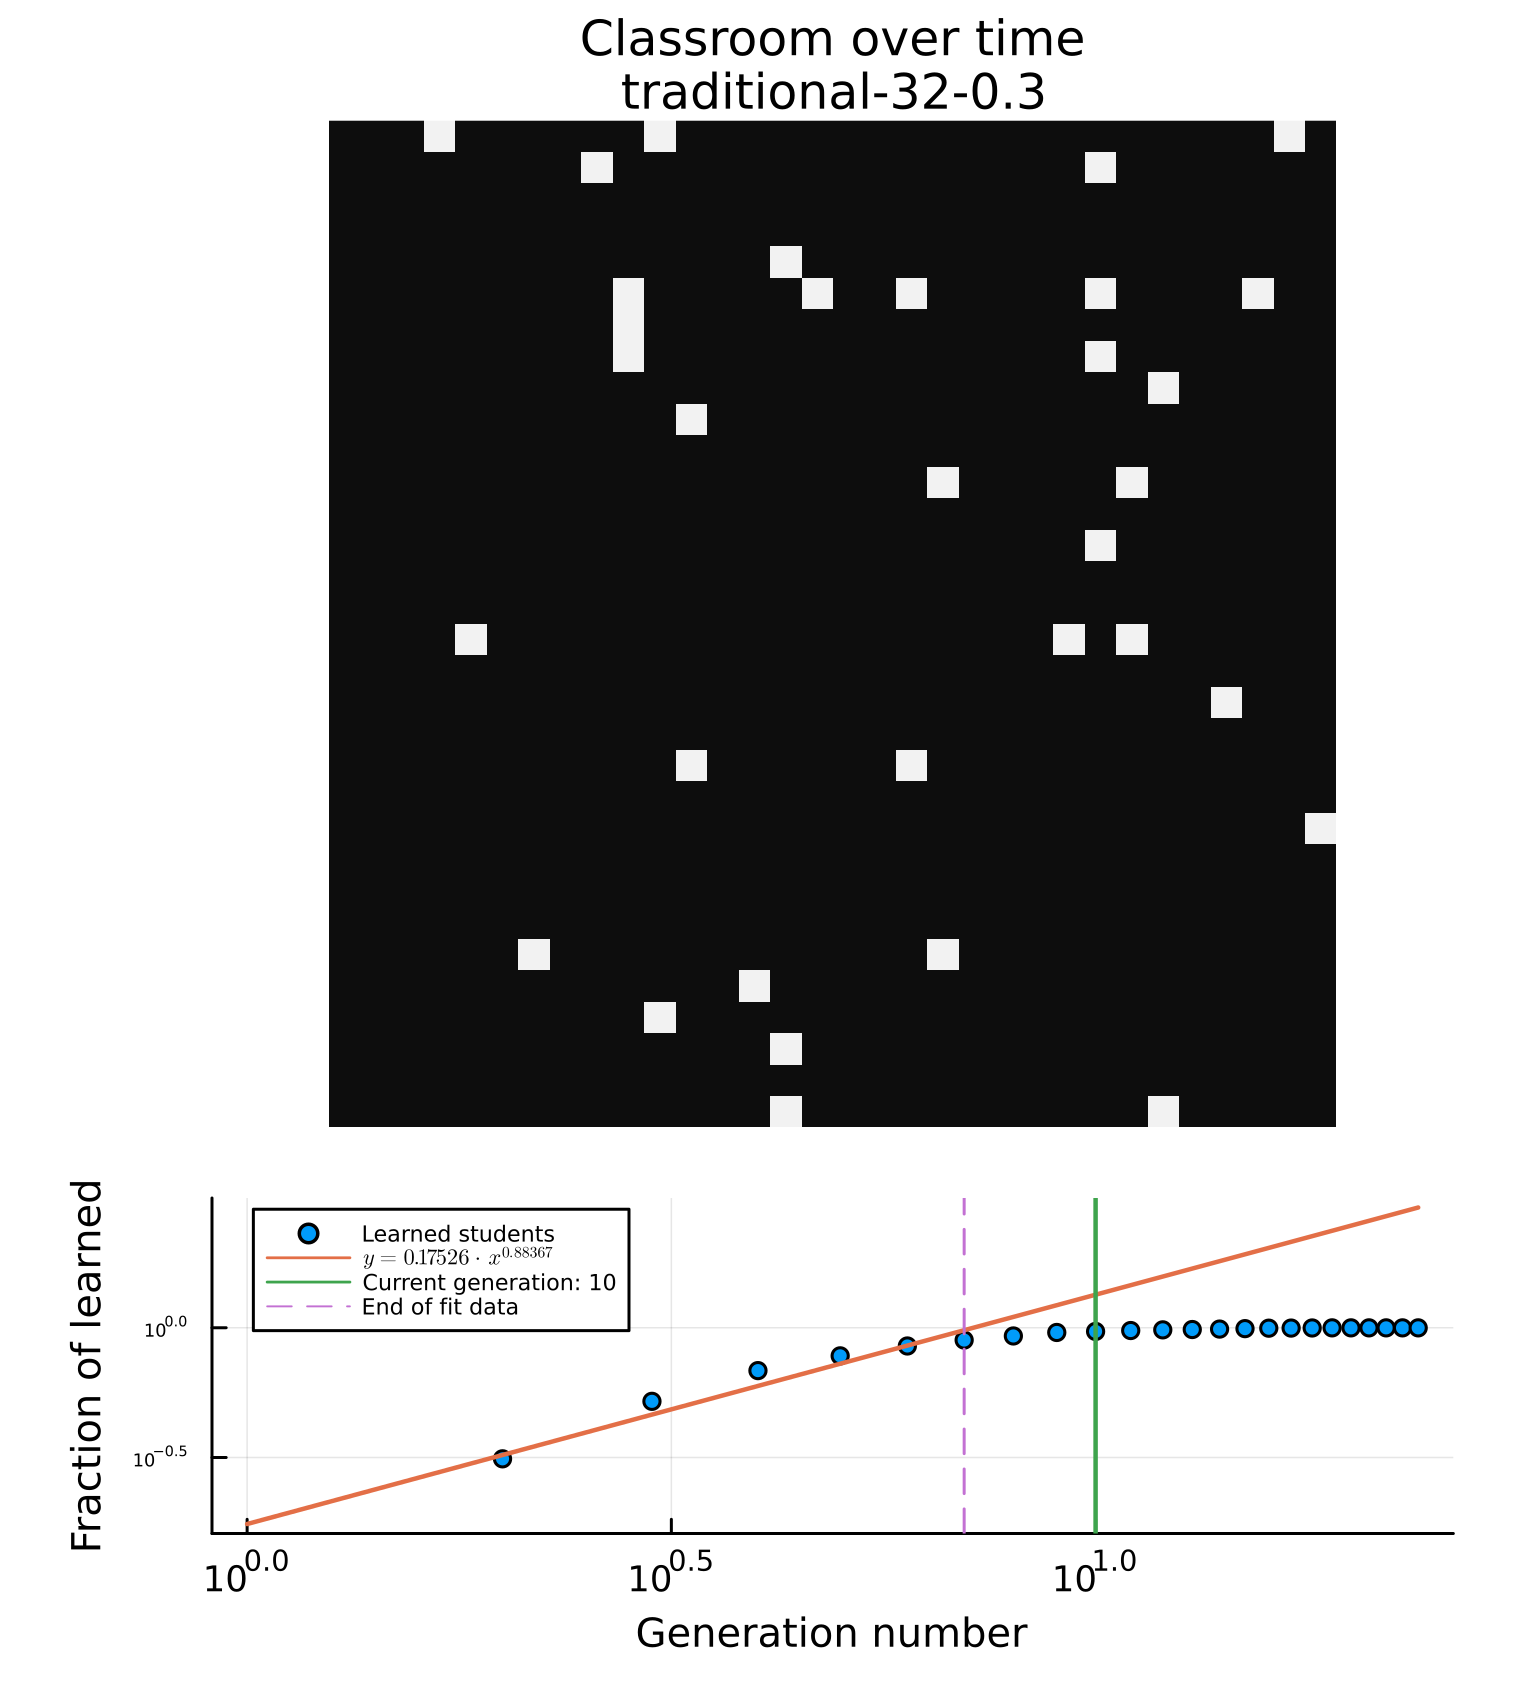 Classroom over time
traditional-32-0.3
Fraction of learned
Learned students
y = 0.17526 · x^0.88367
Current generation: 10
End of fit data
10^0.0
10^−0.5
10^0.0 10^0.5 10^1.0
Generation number